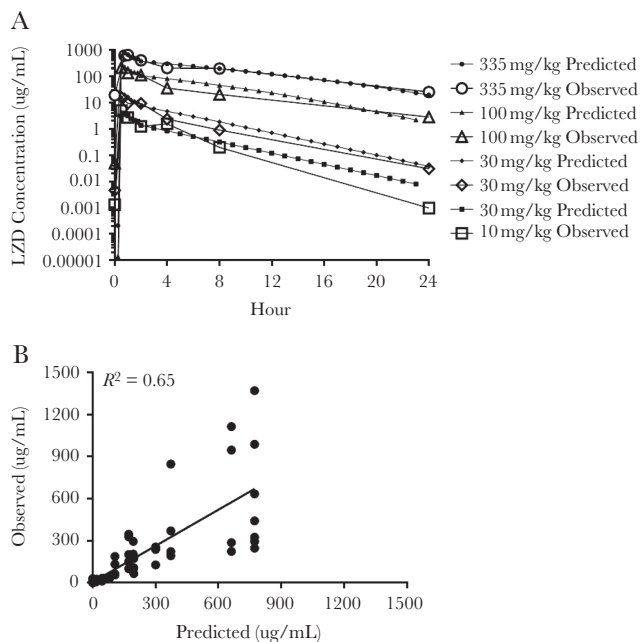 A
LZD Concentration (ug/mL)
1000
100
10
1
0.1
0.01
0.001
0.0001
0.00001
0 4 8 12 16 20 24
Hour
335 mg/kg Predicted
335 mg/kg Observed
100 mg/kg Predicted
100 mg/kg Observed
30 mg/kg Predicted
30 mg/kg Observed
30 mg/kg Predicted
10 mg/kg Observed
B
R² = 0.65
Observed (ug/mL)
1500
1200
900
600
300
0
0 300 600 900 1200 1500
Predicted (ug/mL)